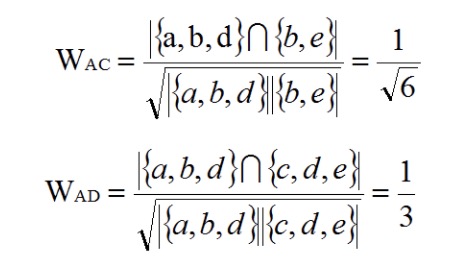 W_AC = |{a,b,d}⋂{b,e}| / √|{a,b,d}||{b,e}| = 1/√6
W_AD = |{a,b,d}⋂{c,d,e}| / √|{a,b,d}||{c,d,e}| = 1/3